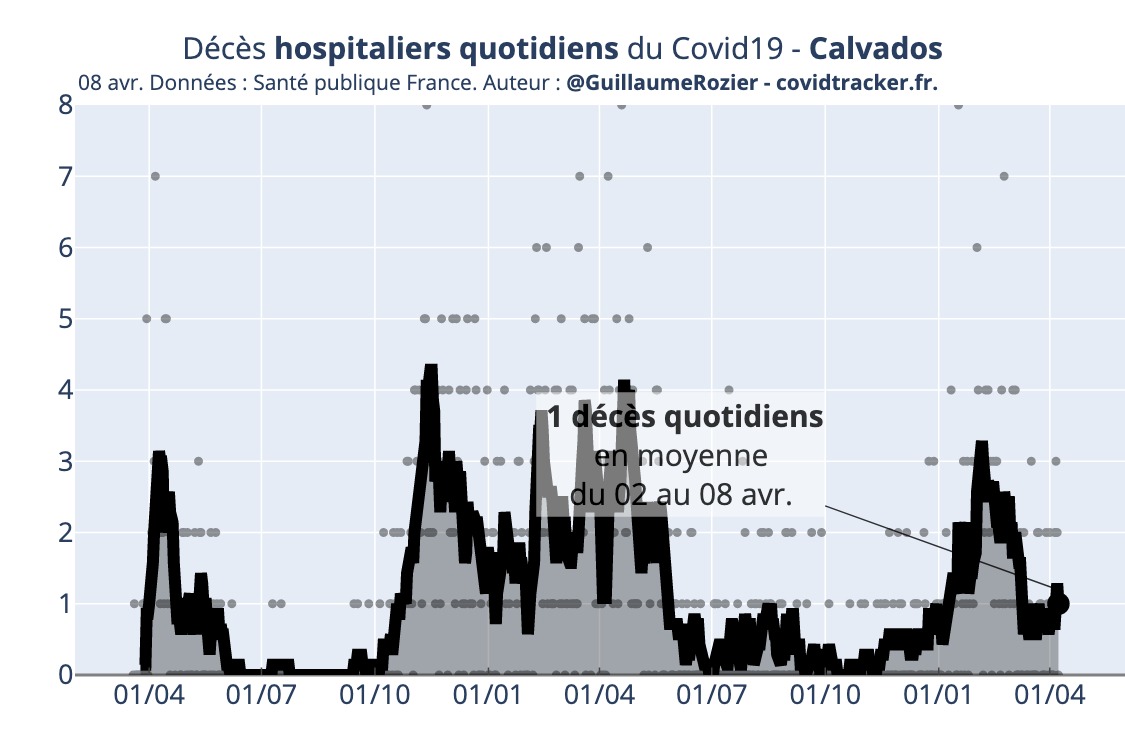 Décès hospitaliers quotidiens du Covid19 - Calvados
08 avr. Données : Santé publique France. Auteur : @GuillaumeRozier - covidtracker.fr.
8
7
6
5
4
3
2
1
0
1 décès quotidiens
en moyenne
du 02 au 08 avr.
01/04 01/07 01/10 01/01 01/04 01/07 01/10 01/01 01/04